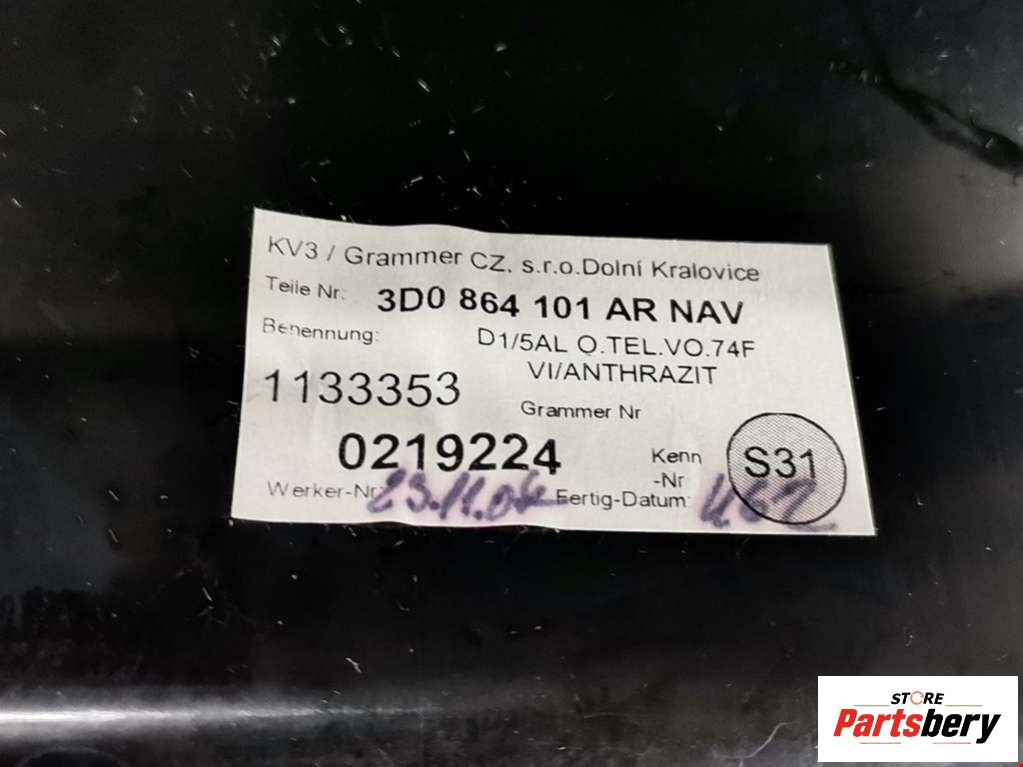 KV3 / Grammer CZ. s.r.o.Dolní Kralovice
Teile Nr: 3D0 864 101 AR NAV
Benennung: D1/5AL O.TEL.VO.74F
VI/ANTHRAZIT
1133353
Grammer Nr
0219224
Kenn
-Nr
S31
Werker-Nr 23.11.04 Fertig-Datum:
STORE
Partsbery